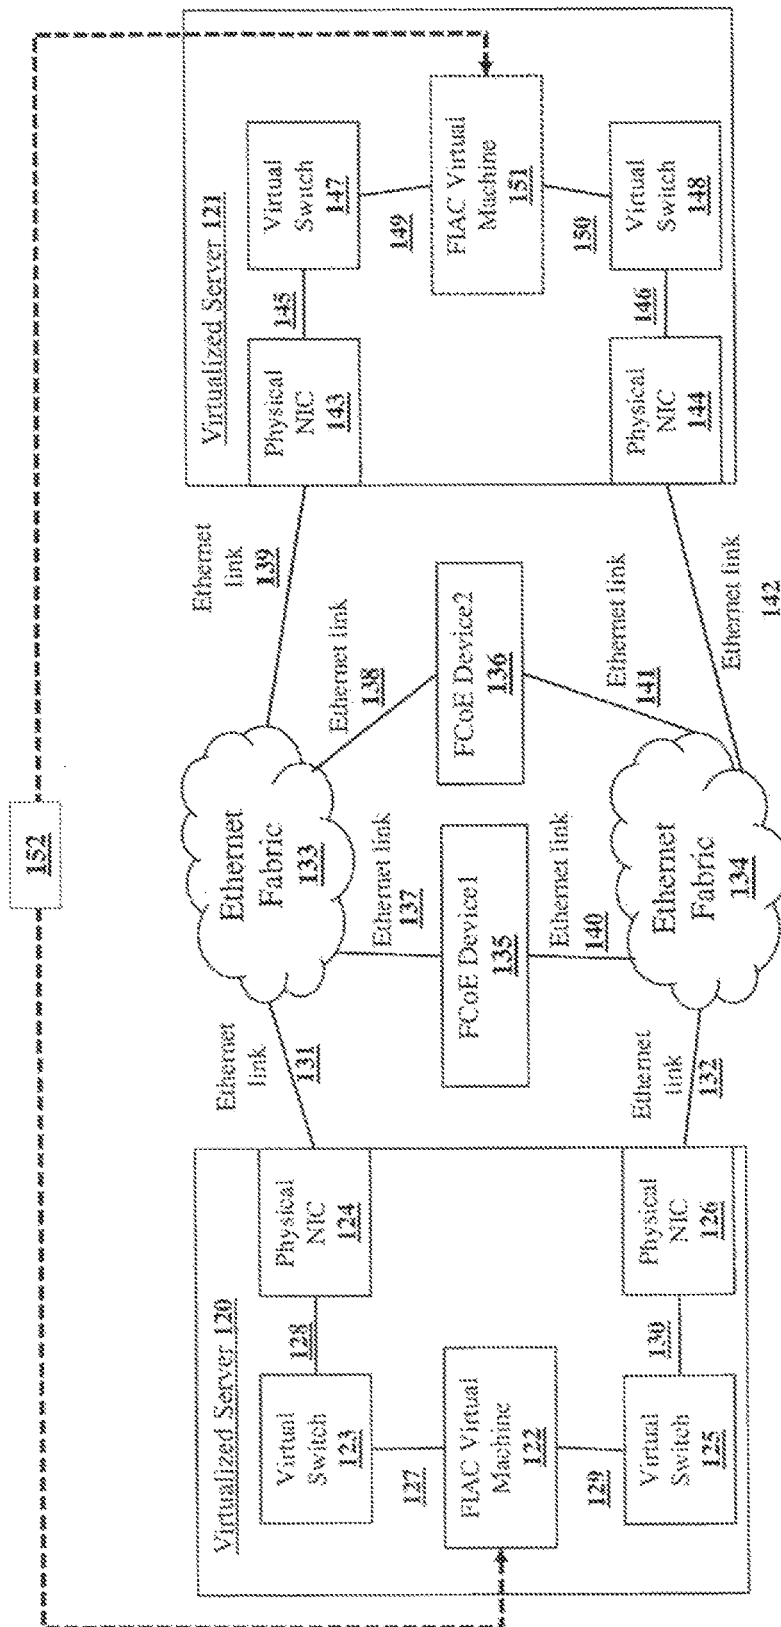 152
Virtualized Server 120
Virtual
Switch
123
128
Physical
NIC
124
127
FIAC Virtual
Machine
122
129
Virtual
Switch
125
130
Physical
NIC
126
Ethernet
link
131
Ethernet
link
132
Ethernet
Fabric
133
Ethernet link
137
FCoE Device1
135
Ethernet link
140
Ethernet
Fabric
134
Ethernet link
138
FCoE Device2
136
Ethernet link
141
Ethernet
link
139
Ethernet link
142
Virtualized Server 121
Physical
NIC
143
145
Virtual
Switch
147
149
FIAC Virtual
Machine
151
150
Physical
NIC
144
146
Virtual
Switch
148